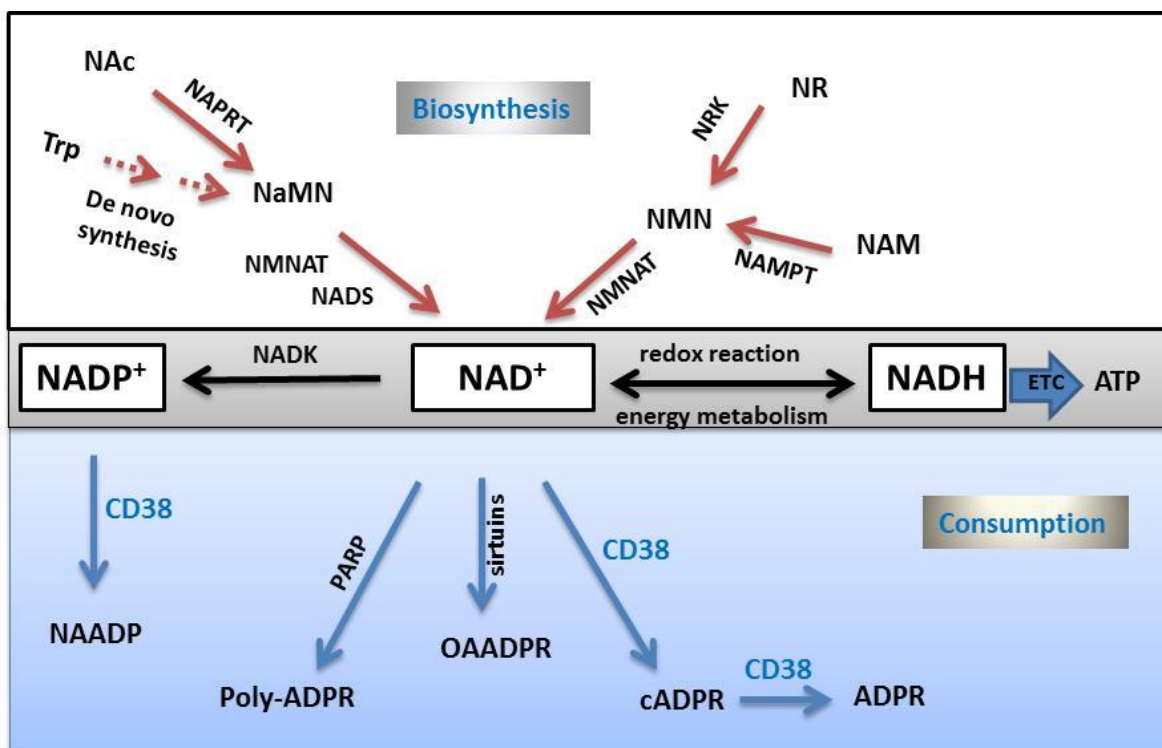 NAc
NAPRT
Biosynthesis
NR
NRK
Trp
De novo
synthesis
NaMN
NMN
NAM
NAMPT
NMNAT
NADS
NMNAT
NADP⁺
NADK
NAD⁺
redox reaction
energy metabolism
NADH
ETC
ATP
CD38
PARP
sirtuins
CD38
Consumption
NAADP
OAADPR
Poly-ADPR
cADPR
CD38
ADPR